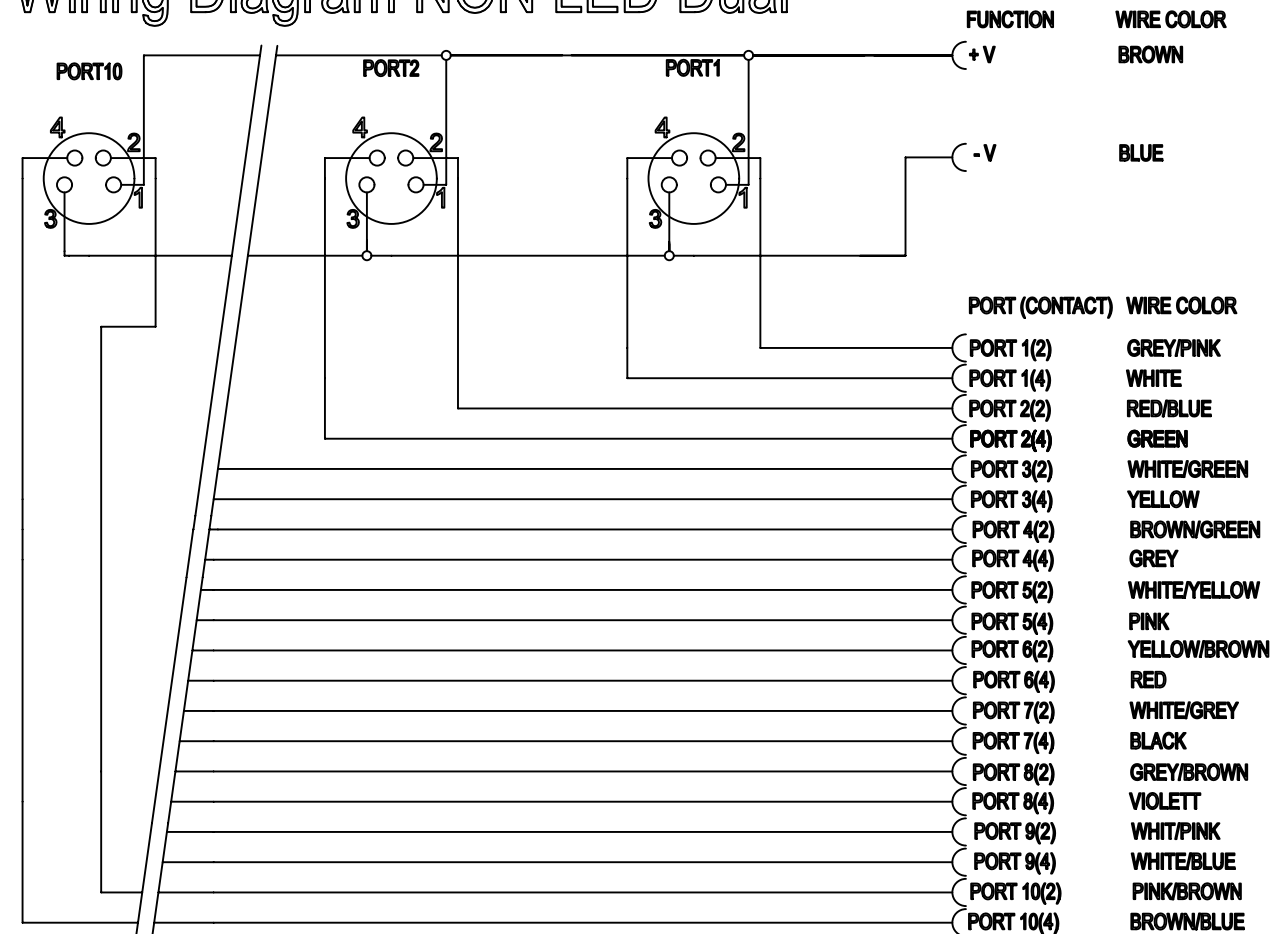 Wiring Diagram NON LED Dual
FUNCTION WIRE COLOR
+ V BROWN
PORT10 PORT2 PORT1
4 2 4 2 4 2
- V BLUE
3 1 3 1 3 1
PORT (CONTACT) WIRE COLOR
PORT 1(2) GREY/PINK
PORT 1(4) WHITE
PORT 2(2) RED/BLUE
PORT 2(4) GREEN
PORT 3(2) WHITE/GREEN
PORT 3(4) YELLOW
PORT 4(2) BROWN/GREEN
PORT 4(4) GREY
PORT 5(2) WHITE/YELLOW
PORT 5(4) PINK
PORT 6(2) YELLOW/BROWN
PORT 6(4) RED
PORT 7(2) WHITE/GREY
PORT 7(4) BLACK
PORT 8(2) GREY/BROWN
PORT 8(4) VIOLETT
PORT 9(2) WHIT/PINK
PORT 9(4) WHITE/BLUE
PORT 10(2) PINK/BROWN
PORT 10(4) BROWN/BLUE